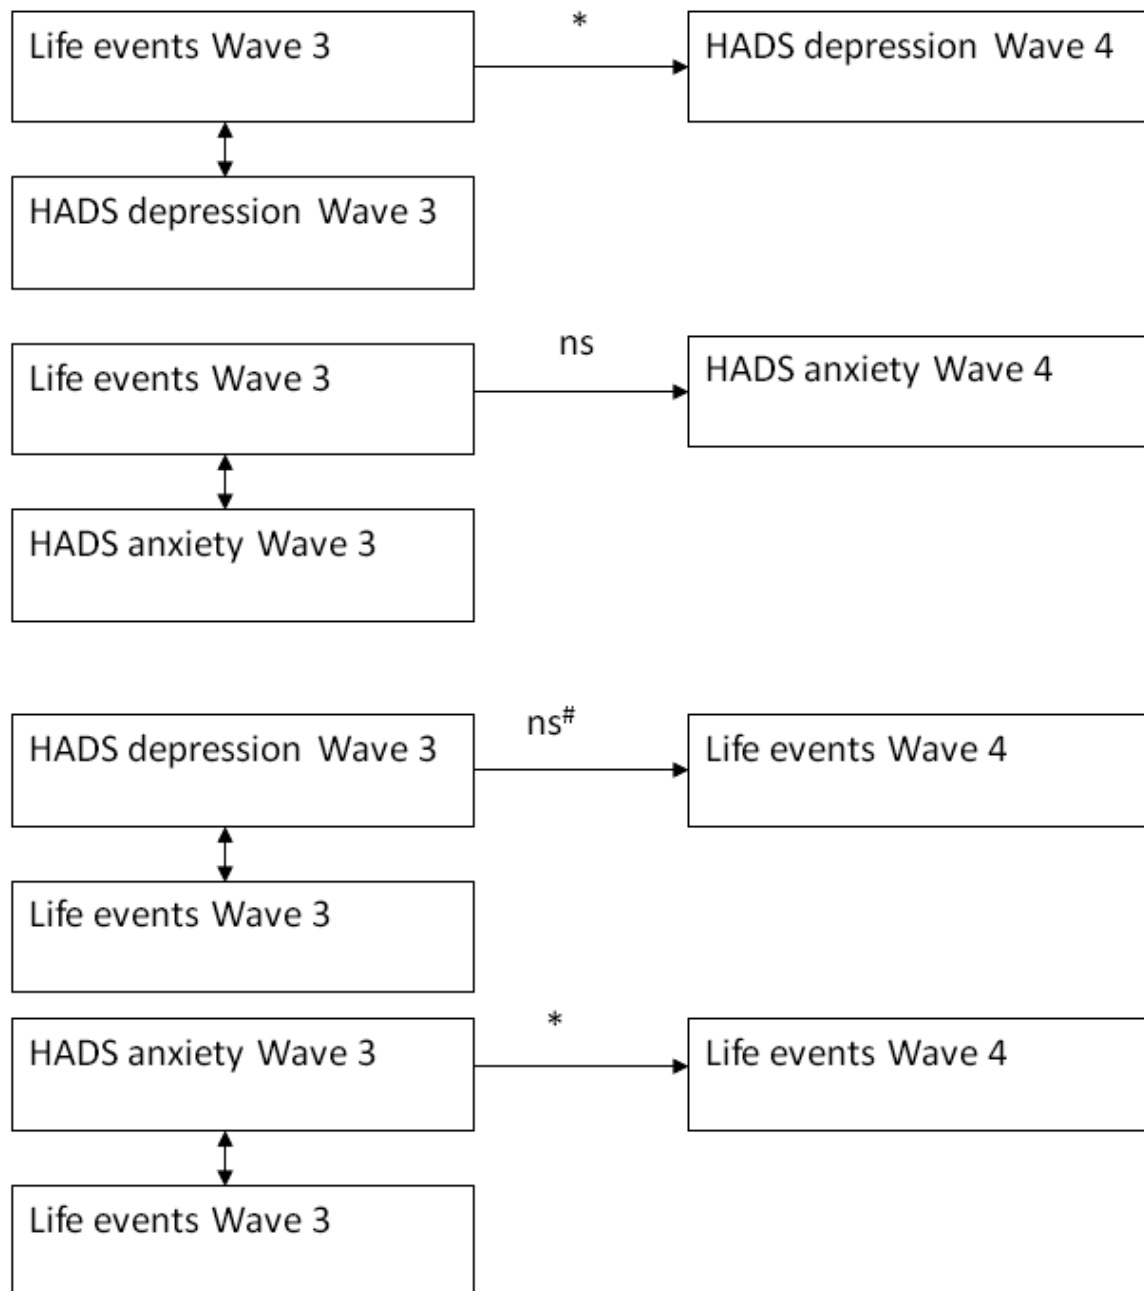 Life events Wave 3
*
HADS depression Wave 4
HADS depression Wave 3
Life events Wave 3
ns
HADS anxiety Wave 4
HADS anxiety Wave 3
HADS depression Wave 3
ns#
Life events Wave 4
Life events Wave 3
HADS anxiety Wave 3
*
Life events Wave 4
Life events Wave 3